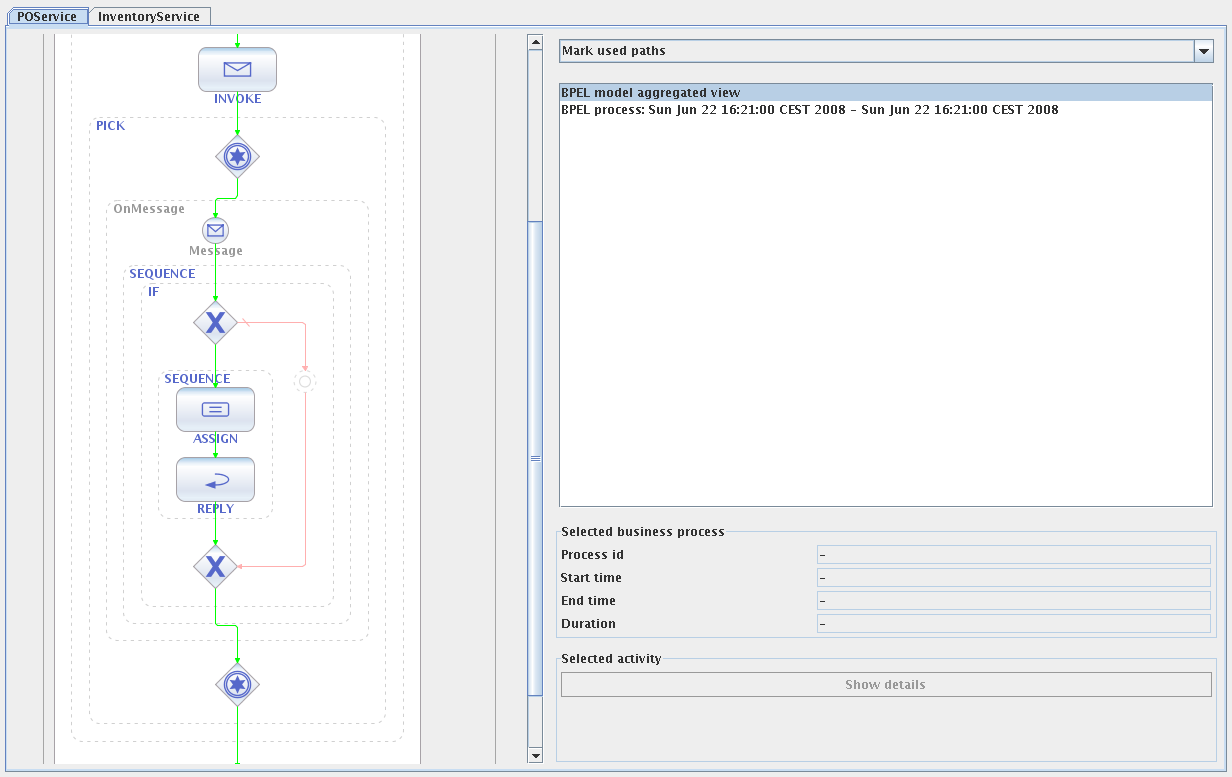 POService InventoryService
INVOKE
PICK
OnMessage
Message
SEQUENCE
IF
X
SEQUENCE
ASSIGN
REPLY
X
Mark used paths
BPEL model aggregated view
BPEL process: Sun Jun 22 16:21:00 CEST 2008 – Sun Jun 22 16:21:00 CEST 2008
Selected business process
Process id –
Start time –
End time –
Duration –
Selected activity
Show details